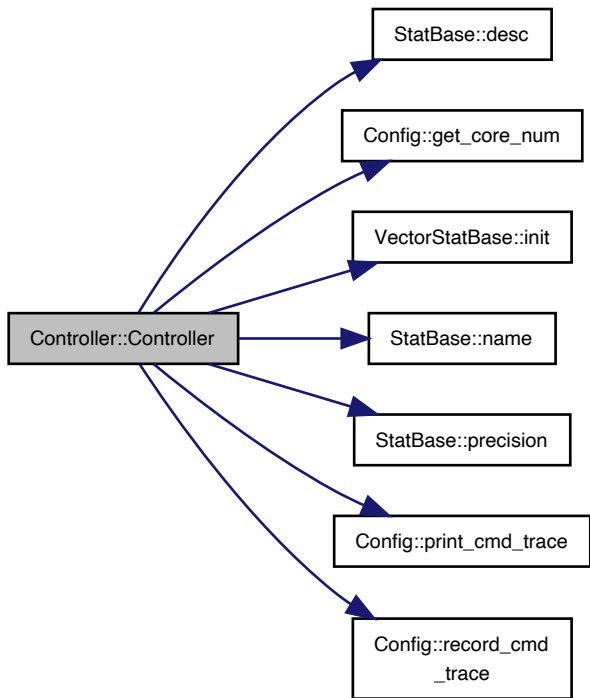 StatBase::desc
Config::get_core_num
VectorStatBase::init
Controller::Controller
StatBase::name
StatBase::precision
Config::print_cmd_trace
Config::record_cmd
_trace